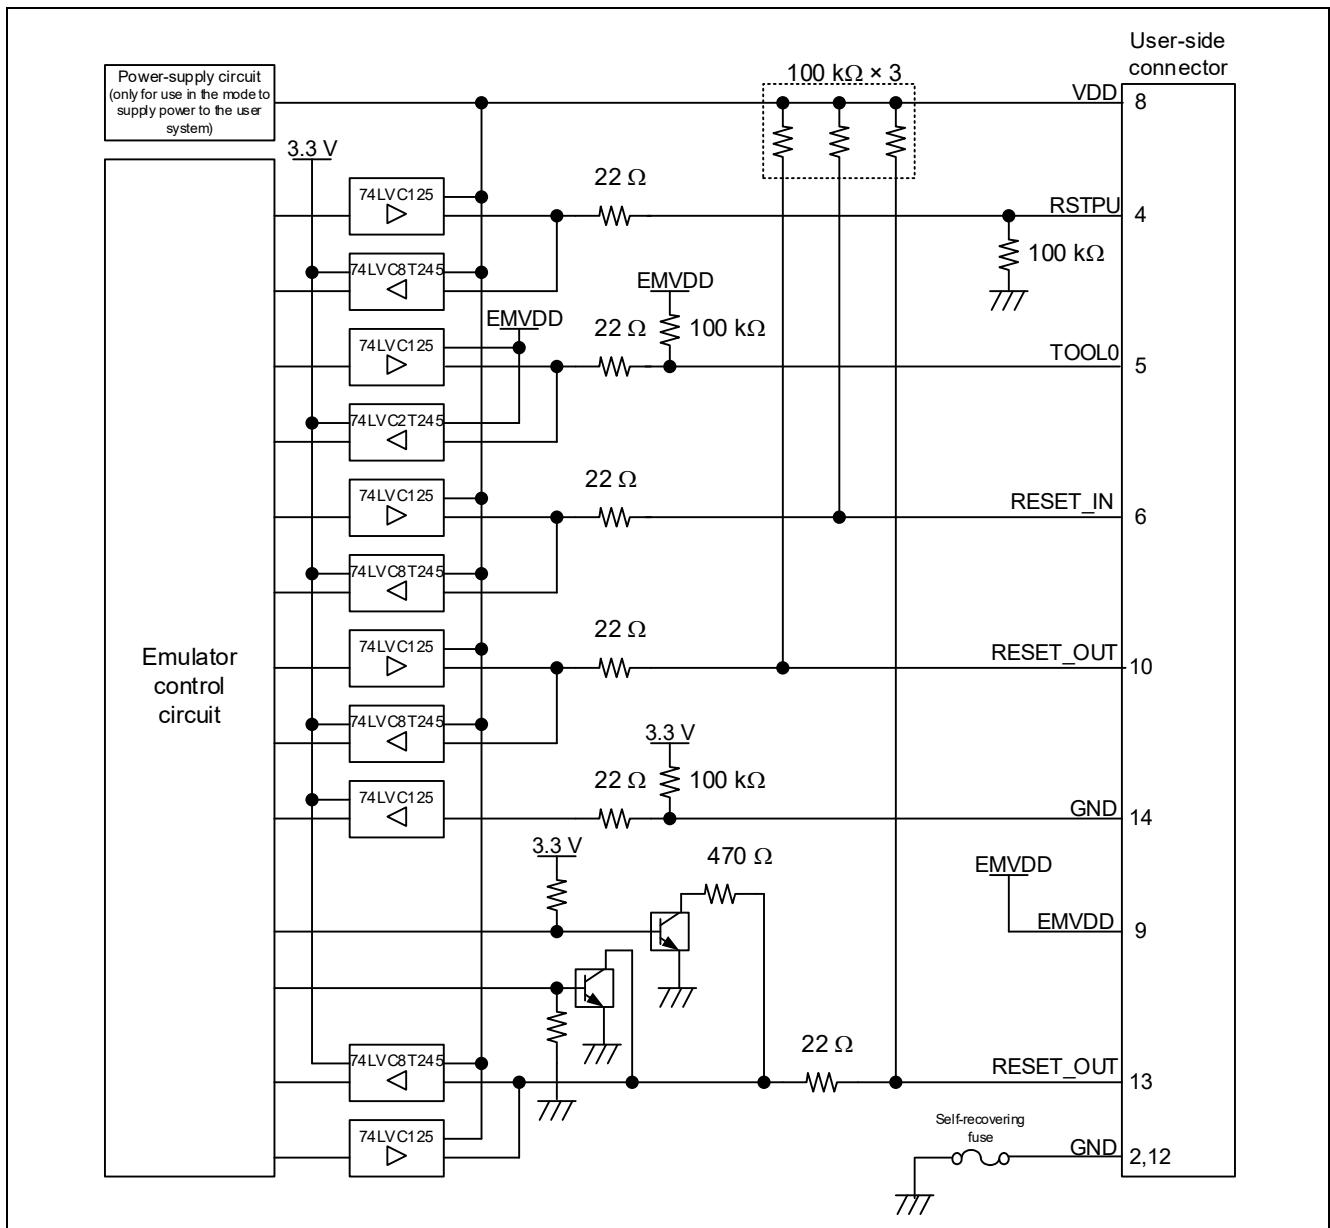 User-side
connector
Power-supply circuit
(only for use in the mode to
supply power to the user
system)
100 kΩ × 3
VDD
8
3.3 V
74LVC125
22 Ω
RSTPU
4
100 kΩ
74LVC8T245
EMVDD
EMVDD
74LVC125
22 Ω
100 kΩ
TOOL0
5
74LVC2T245
22 Ω
74LVC125
RESET_IN
6
74LVC8T245
22 Ω
74LVC125
RESET_OUT
10
Emulator
control
circuit
74LVC8T245
3.3 V
22 Ω
100 kΩ
74LVC125
GND
14
3.3 V
470 Ω
EMVDD
EMVDD
9
22 Ω
74LVC8T245
RESET_OUT
13
Self-recovering
fuse
74LVC125
GND
2,12